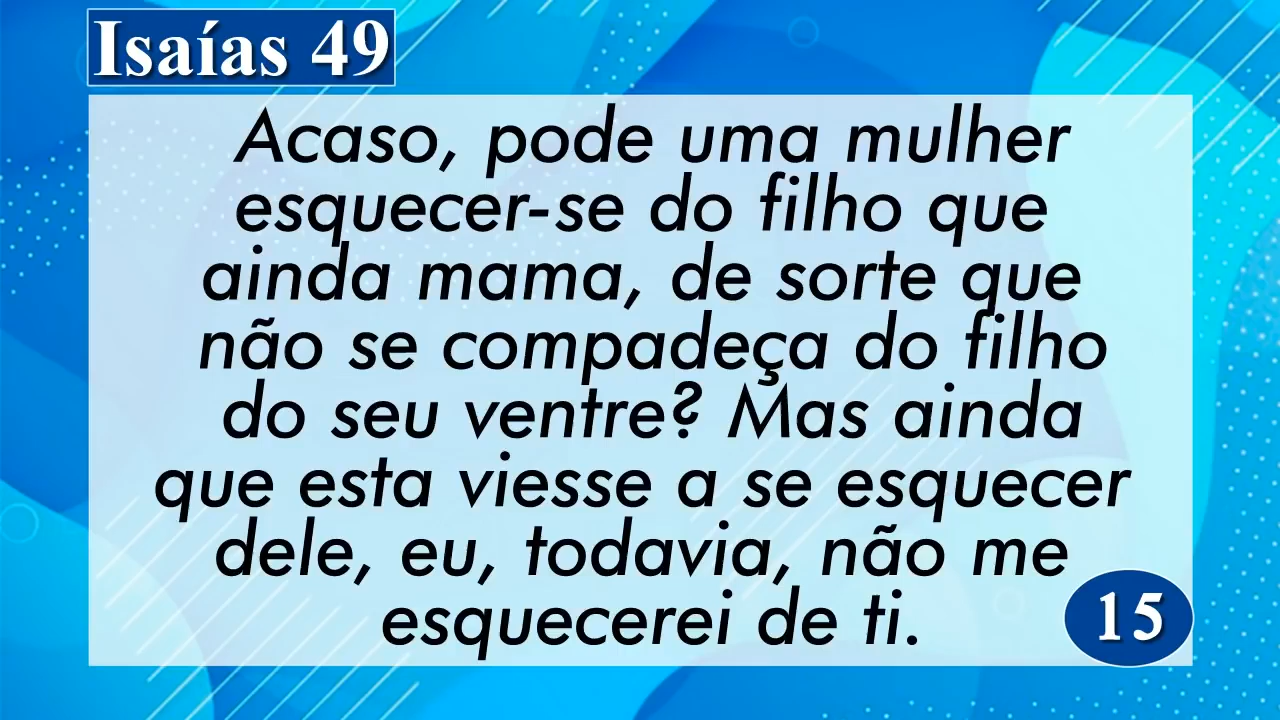 Isaías 49
Acaso, pode uma mulher
esquecer-se do filho que
ainda mama, de sorte que
não se compadeça do filho
do seu ventre? Mas ainda
que esta viesse a se esquecer
dele, eu, todavia, não me
esquecerei de ti.
15